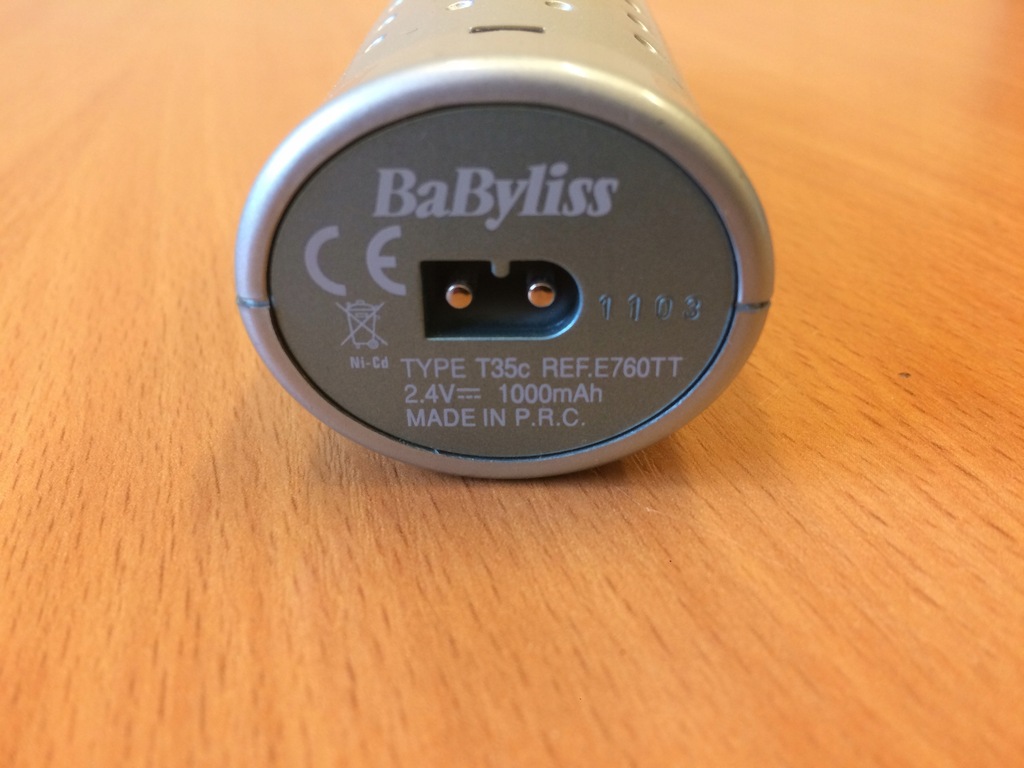 BaByliss
CE
1103
Ni-Cd
TYPE T35c REF.E760TT
2.4V⎓ 1000mAh
MADE IN P.R.C.